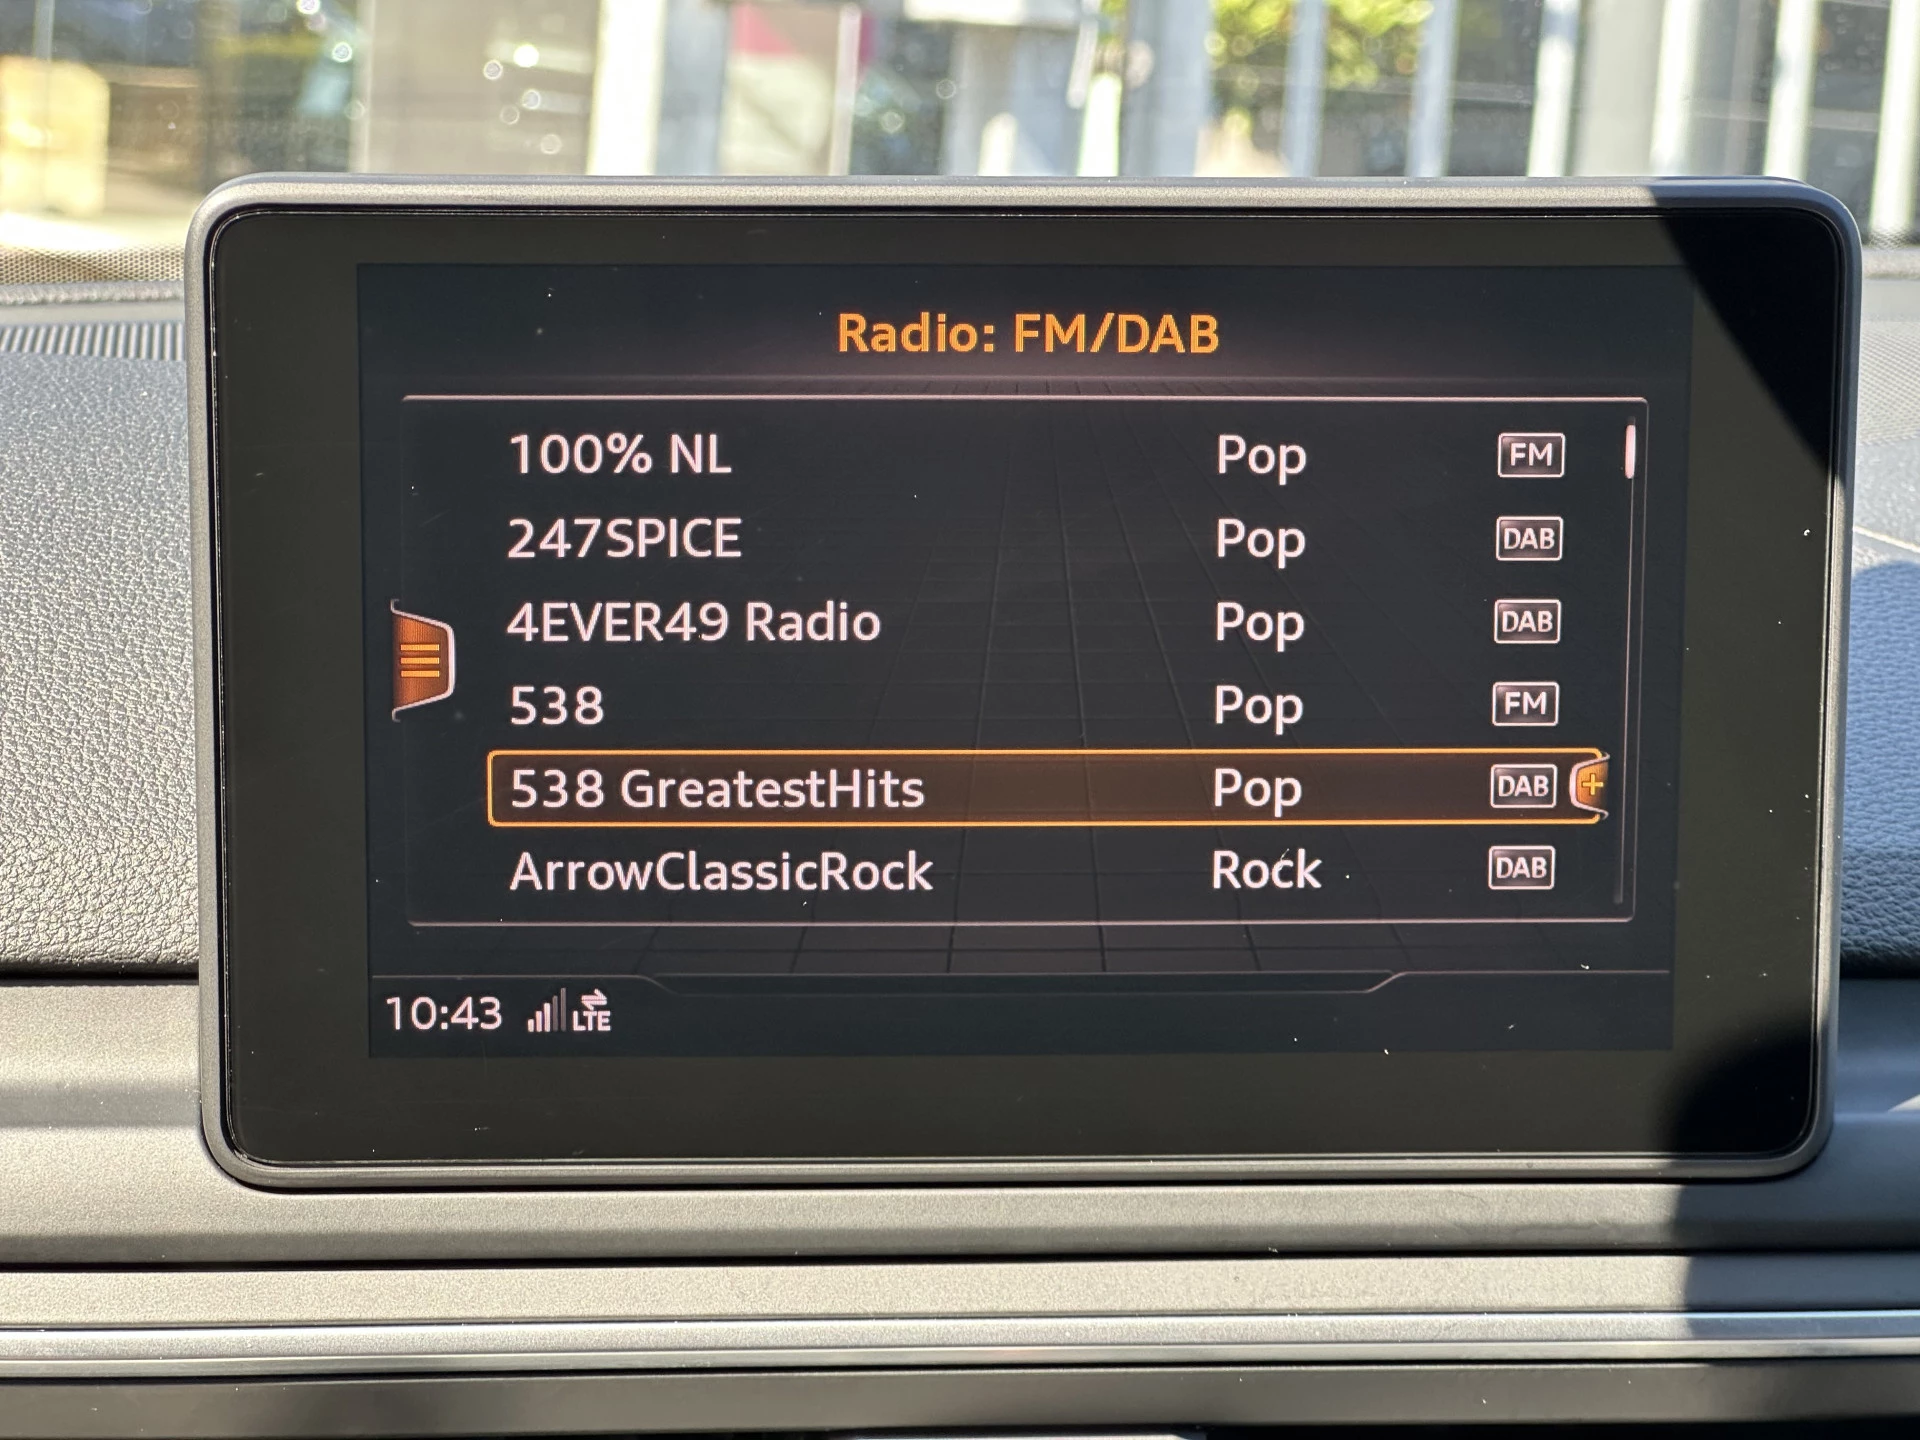 Radio: FM/DAB
100% NL Pop FM
247SPICE Pop DAB
4EVER49 Radio Pop DAB
538 Pop FM
538 GreatestHits Pop DAB
ArrowClassicRock Rock DAB
10:43 LTE